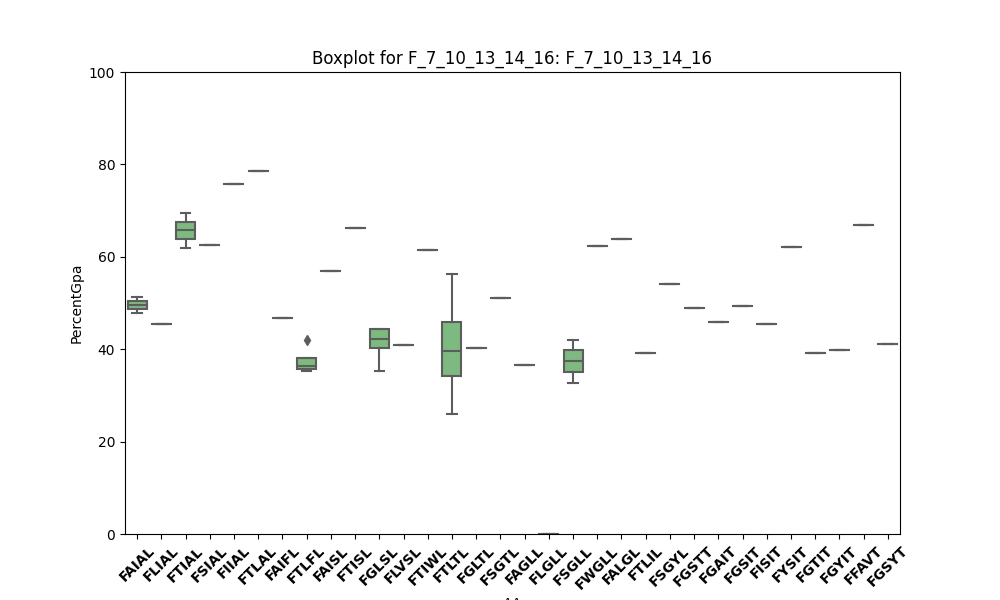 Boxplot for F_7_10_13_14_16: F_7_10_13_14_16
PercentGpa
100
80
60
40
20
0
FAIAL FLIAL FTIAL FSIAL FIIAL FTLAL FAIFL FTLFL FAISL FTISL FGLSL FLVSL FTIWL FTLTL FGLTL FSGTL FAGLL FLGLL FSGLL FWGLL FALGL FTLIL FSGYL FGSTT FGAIT FGSIT FISIT FYSIT FGTIT FGYIT FFAVT FGSYT